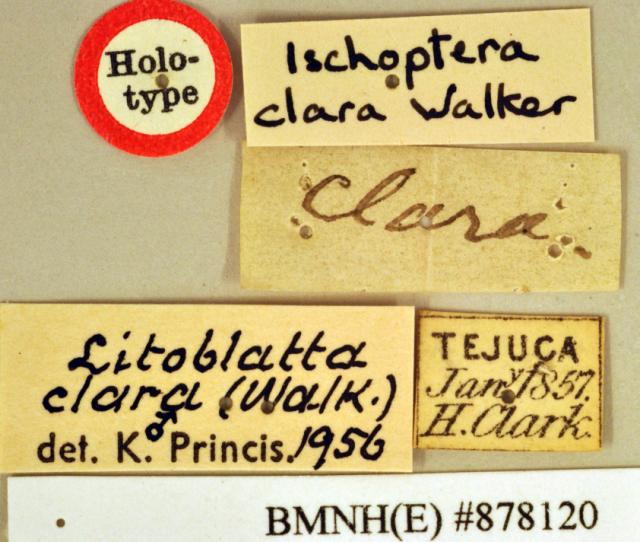 Holo-
type
Ischoptera
clara Walker
Clara.
Litoblatta
clara (Walk.)
♂
det. K. Princis. 1956
TEJUCA
Jany. 1857.
H. Clark.
BMNH(E) #878120